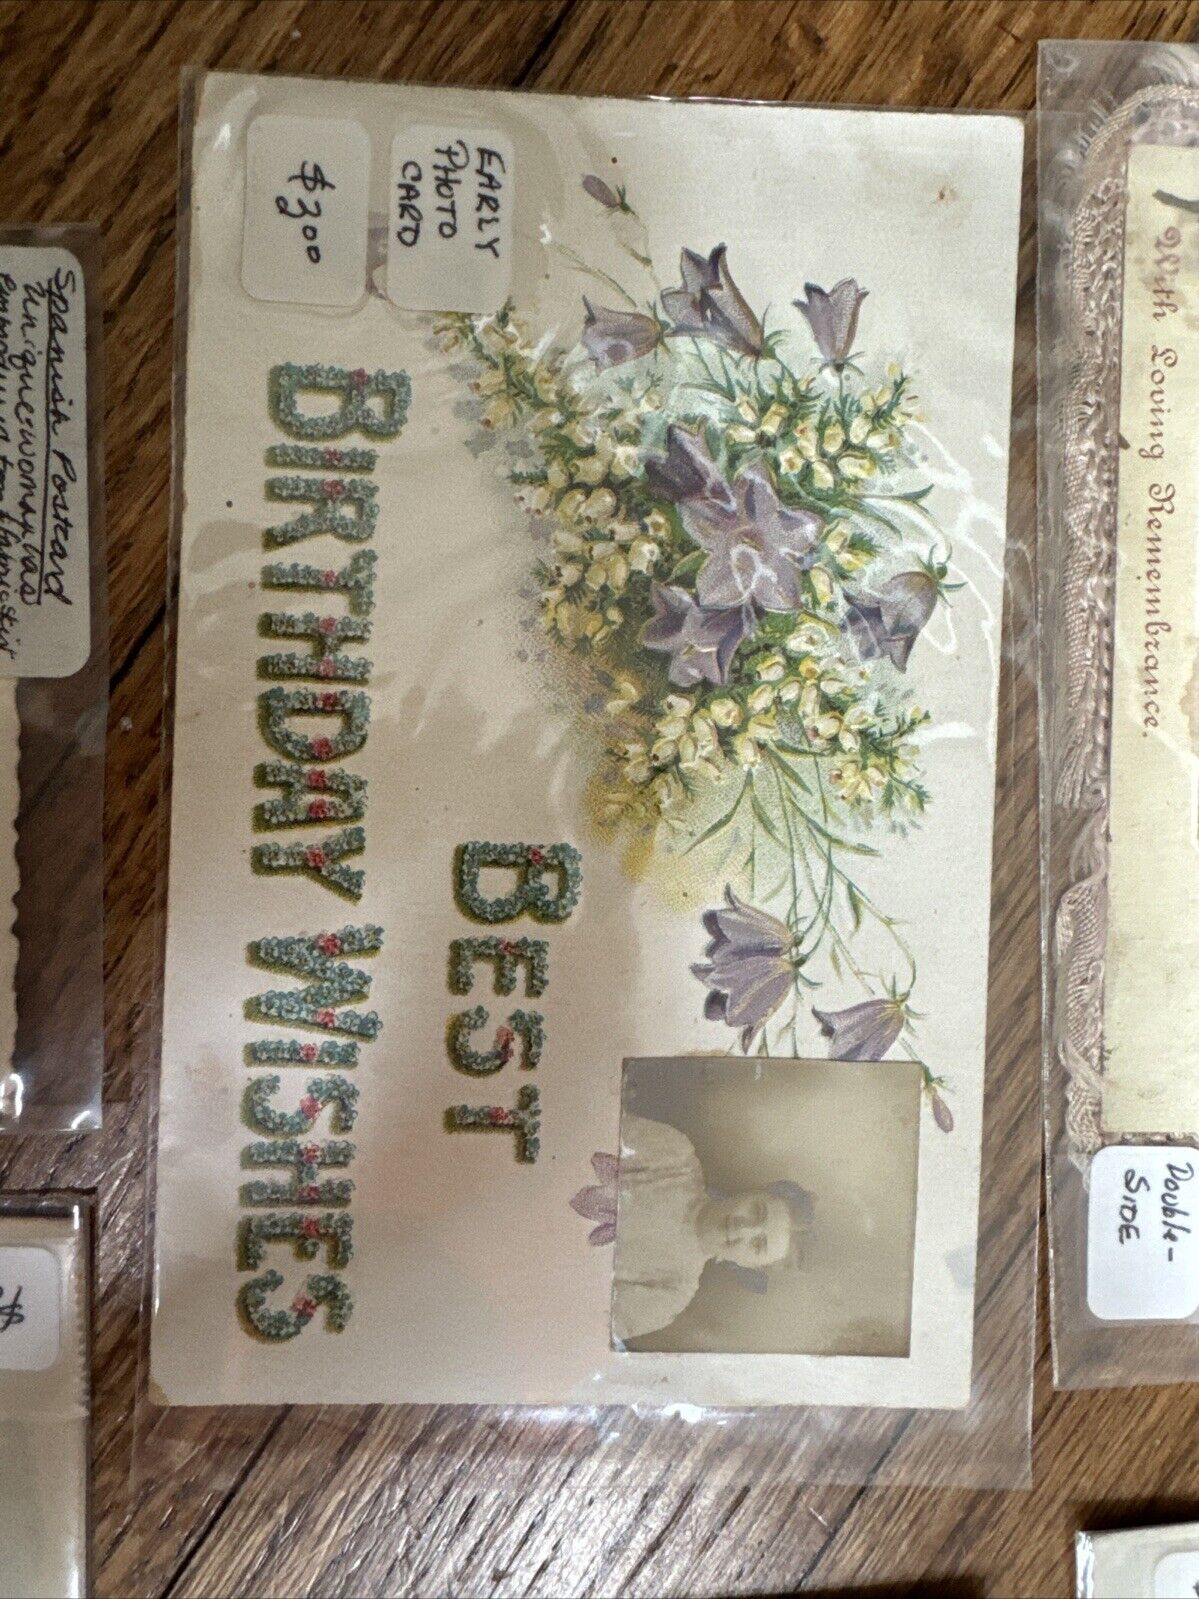 EARLY
PHOTO
CARD
$3.00
BEST
BIRTHDAY WISHES
Spanish Postcard
With Loving Remembrance.
Double-
SIDE
$